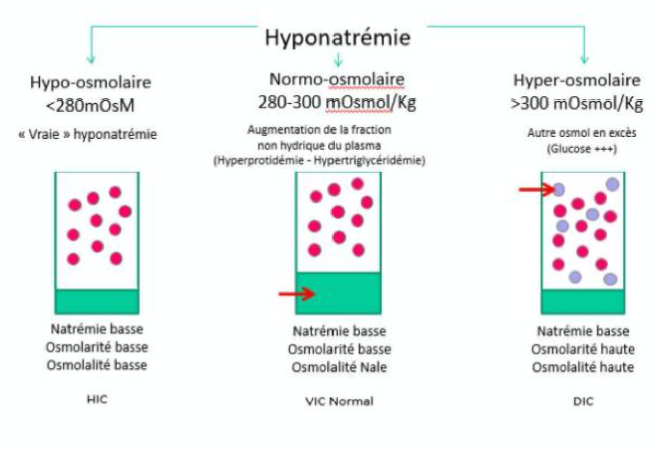 Hyponatrémie
Hypo-osmolaire
<280mOsM
« Vraie » hyponatrémie
Normo-osmolaire
280-300 mOsmol/Kg
Augmentation de la fraction
non hydrique du plasma
(Hyperprotidémie - Hypertriglycéridémie)
Hyper-osmolaire
>300 mOsmol/Kg
Autre osmol en excès
(Glucose +++)
Natrémie basse
Osmolarité basse
Osmolalité basse
HIC
Natrémie basse
Osmolarité basse
Osmolalité Nale
VIC Normal
Natrémie basse
Osmolarité haute
Osmolalité haute
DIC